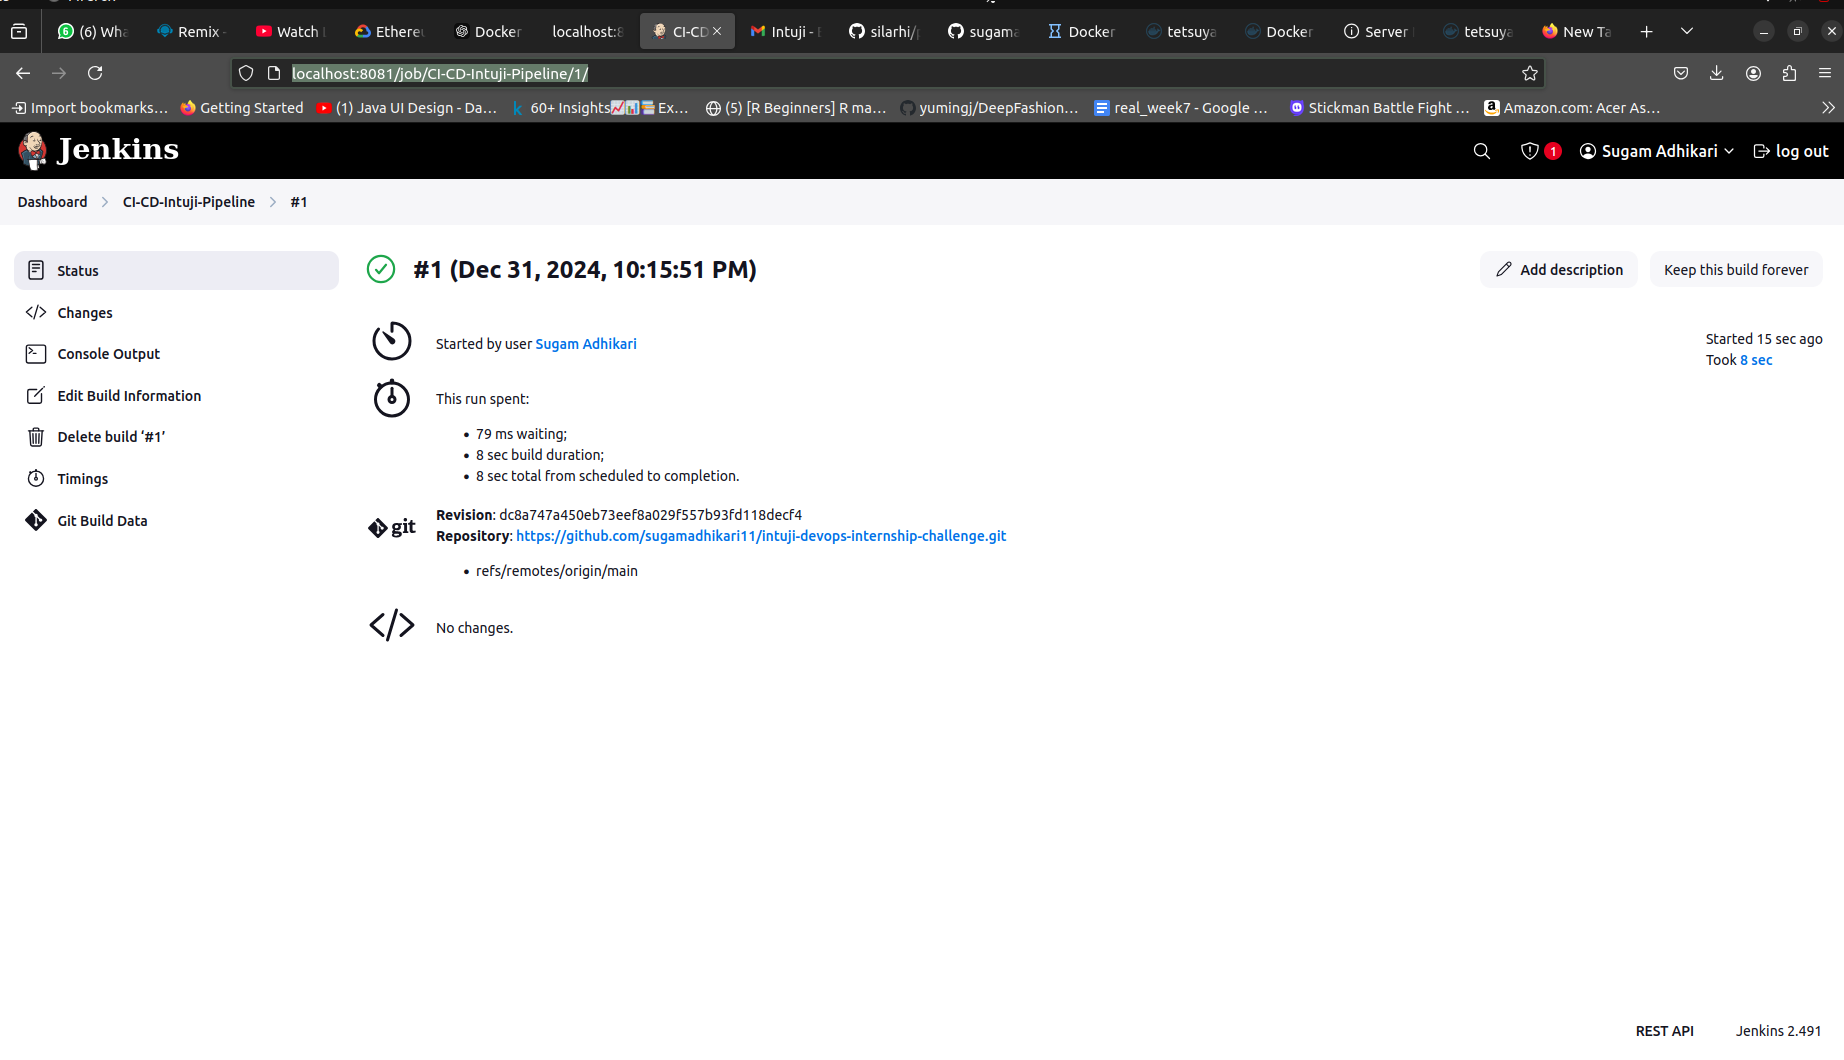 (6) Wha
Remix -
Watch
Ethereu
Docker
localhost:8
CI-CD
Intuji - E
silarhi/p
sugama
Docker
tetsuya
Docker
Server
tetsuya
New Ta
localhost:8081/job/CI-CD-Intuji-Pipeline/1/
Import bookmarks...
Getting Started
(1) Java UI Design - Da...
60+ Insights📈📊📚Ex...
(5) [R Beginners] R ma...
yumingj/DeepFashion...
real_week7 - Google ...
Stickman Battle Fight ...
Amazon.com: Acer As...
Jenkins
1
Sugam Adhikari
log out
Dashboard
CI-CD-Intuji-Pipeline
#1
Status
Changes
Console Output
Edit Build Information
Delete build ‘#1’
Timings
Git Build Data
#1 (Dec 31, 2024, 10:15:51 PM)
Add description
Keep this build forever
Started by user Sugam Adhikari
Started 15 sec ago
Took 8 sec
This run spent:
• 79 ms waiting;
• 8 sec build duration;
• 8 sec total from scheduled to completion.
git
Revision: dc8a747a450eb73eef8a029f557b93fd118decf4
Repository: https://github.com/sugamadhikari11/intuji-devops-internship-challenge.git
• refs/remotes/origin/main
No changes.
REST API
Jenkins 2.491